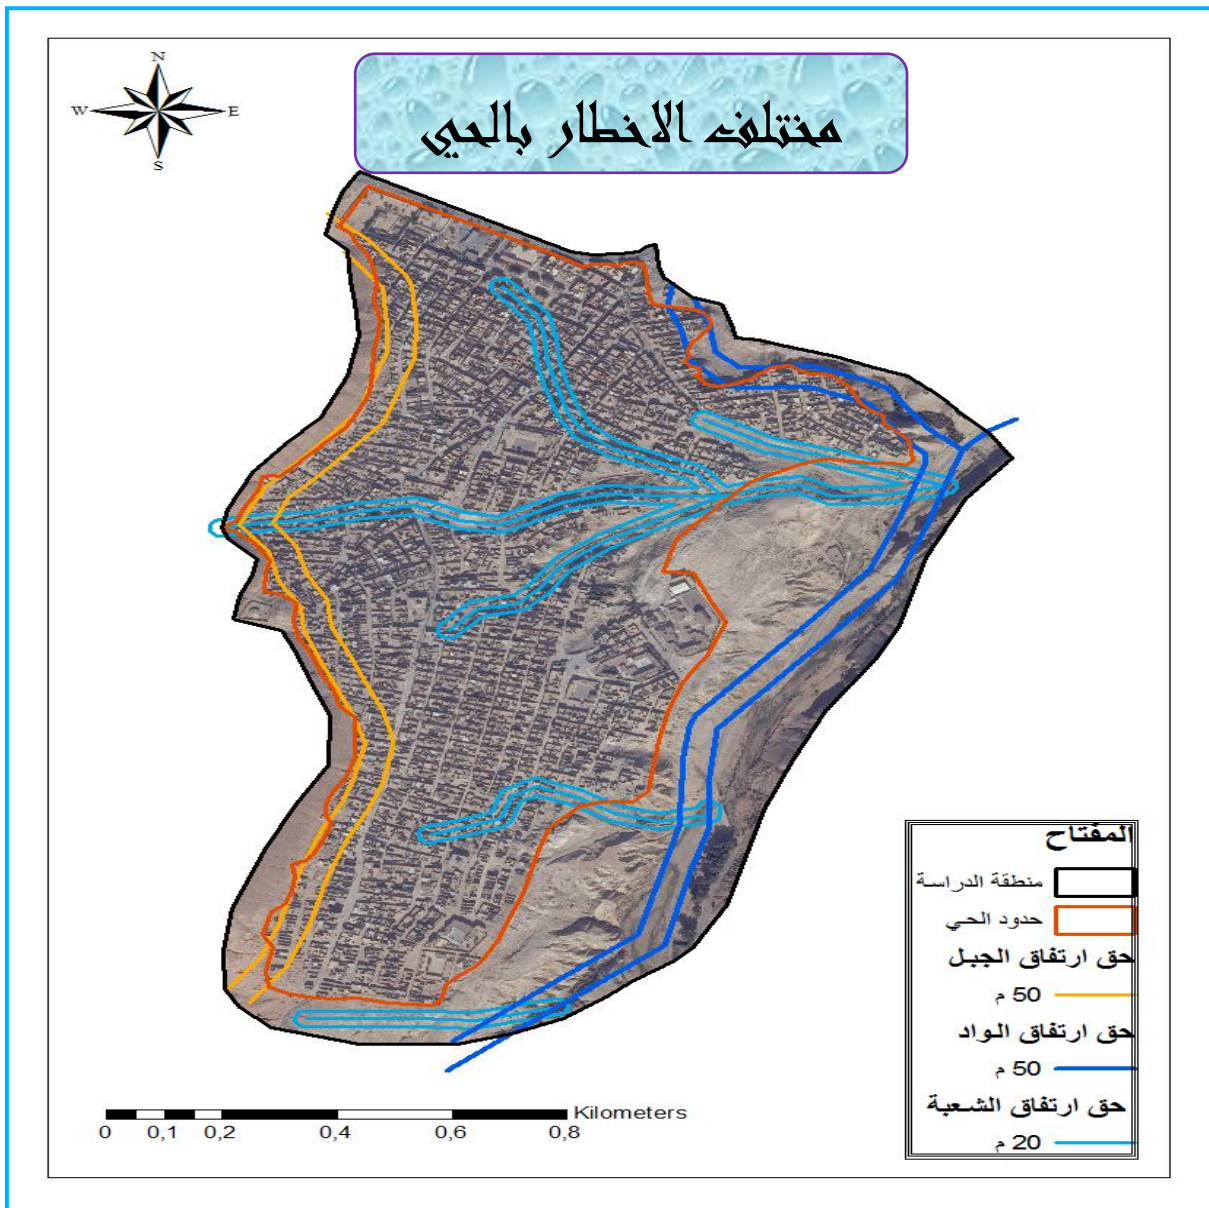 N
W E
S
مختلف الاخطار بالحي
المفتاح
منطقة الدراسة
حدود الحي
حق ارتفاق الجبل
50 م
حق ارتفاق الواد
50 م
حق ارتفاق الشعبة
20 م
Kilometers
0 0,1 0,2 0,4 0,6 0,8